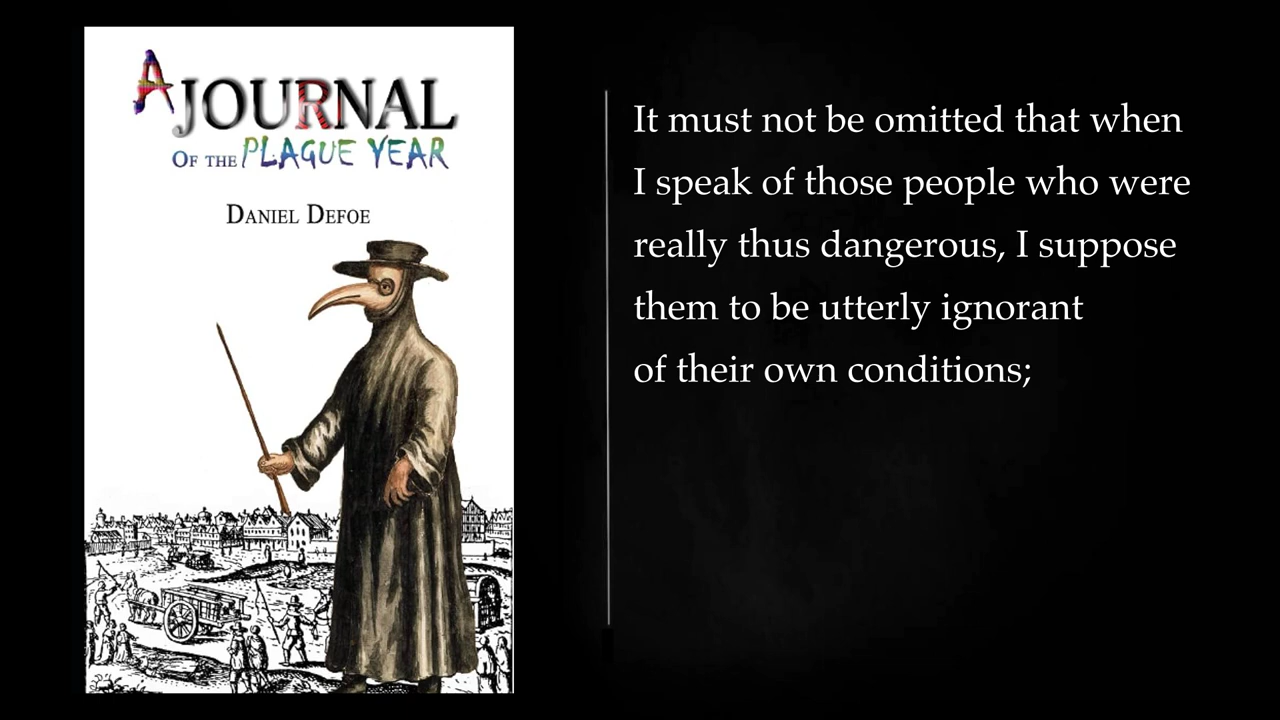 A JOURNAL
OF THE PLAGUE YEAR
DANIEL DEFOE
It must not be omitted that when
I speak of those people who were
really thus dangerous, I suppose
them to be utterly ignorant
of their own conditions;